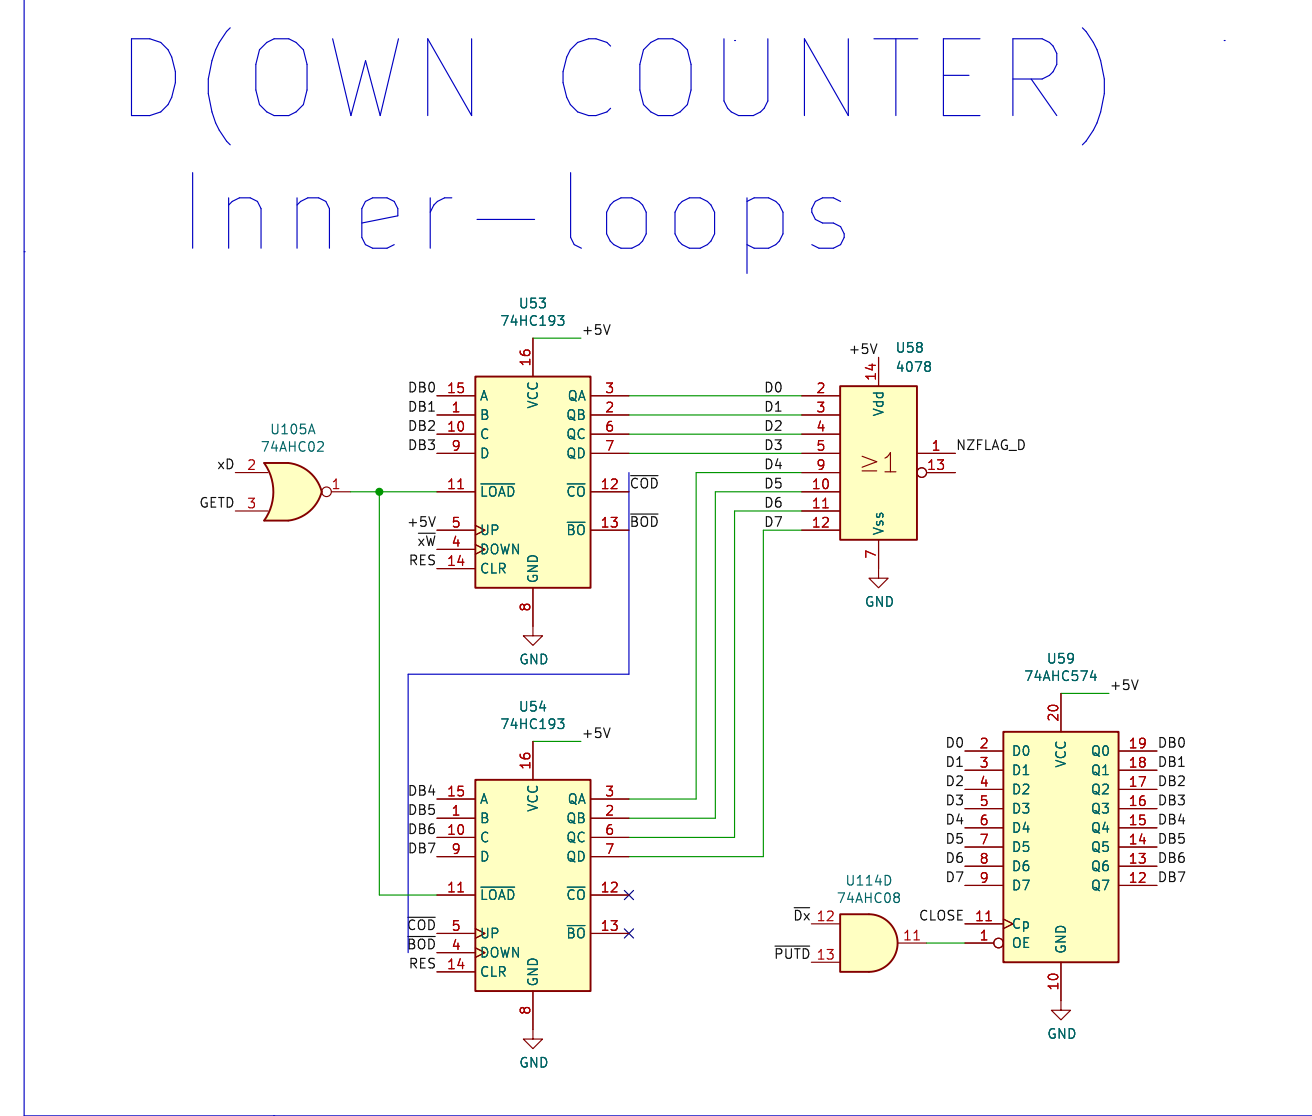 D(OWN COUNTER)
Inner-loops
U53
74HC193
+5V
16
VCC
DB0 15 A QA 3
DB1 1 B QB 2
DB2 10 C QC 6
DB3 9 D QD 7
11 LOAD CO 12 COD
+5V 5 UP BO 13 BOD
xW 4 DOWN
RES 14 CLR
GND
8
GND
U105A
74AHC02
xD 2
1
GETD 3
U58
4078
+5V
14
Vdd
D0 2
D1 3
D2 4
D3 5
D4 9
D5 10
D6 11
D7 12
≥1
1 NZFLAG_D
13
Vss
7
GND
U54
74HC193
+5V
16
VCC
DB4 15 A QA 3
DB5 1 B QB 2
DB6 10 C QC 6
DB7 9 D QD 7
11 LOAD CO 12
COD 5 UP BO 13
BOD 4 DOWN
RES 14 CLR
GND
8
GND
U59
74AHC574
+5V
20
VCC
D0 2 D0 Q0 19 DB0
D1 3 D1 Q1 18 DB1
D2 4 D2 Q2 17 DB2
D3 5 D3 Q3 16 DB3
D4 6 D4 Q4 15 DB4
D5 7 D5 Q5 14 DB5
D6 8 D6 Q6 13 DB6
D7 9 D7 Q7 12 DB7
CLOSE 11 Cp
1 OE
GND
10
GND
U114D
74AHC08
Dx 12
11
PUTD 13